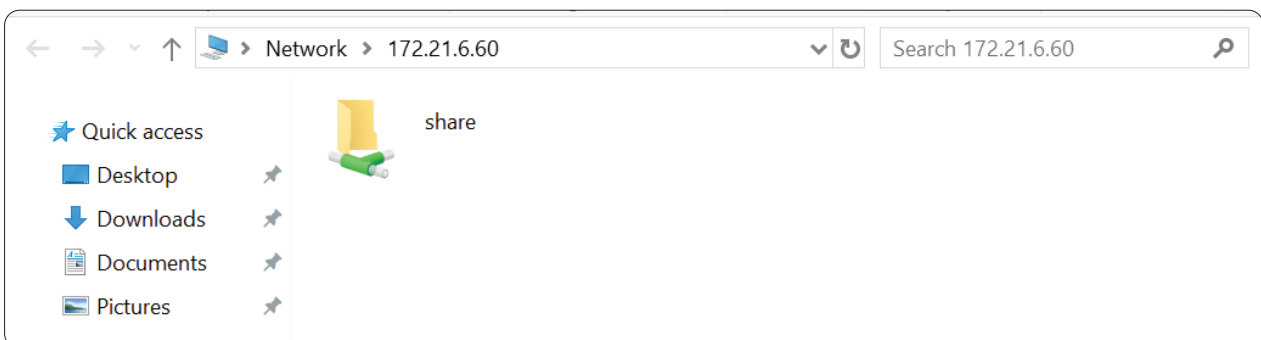 Network > 172.21.6.60
Search 172.21.6.60
Quick access
share
Desktop
Downloads
Documents
Pictures